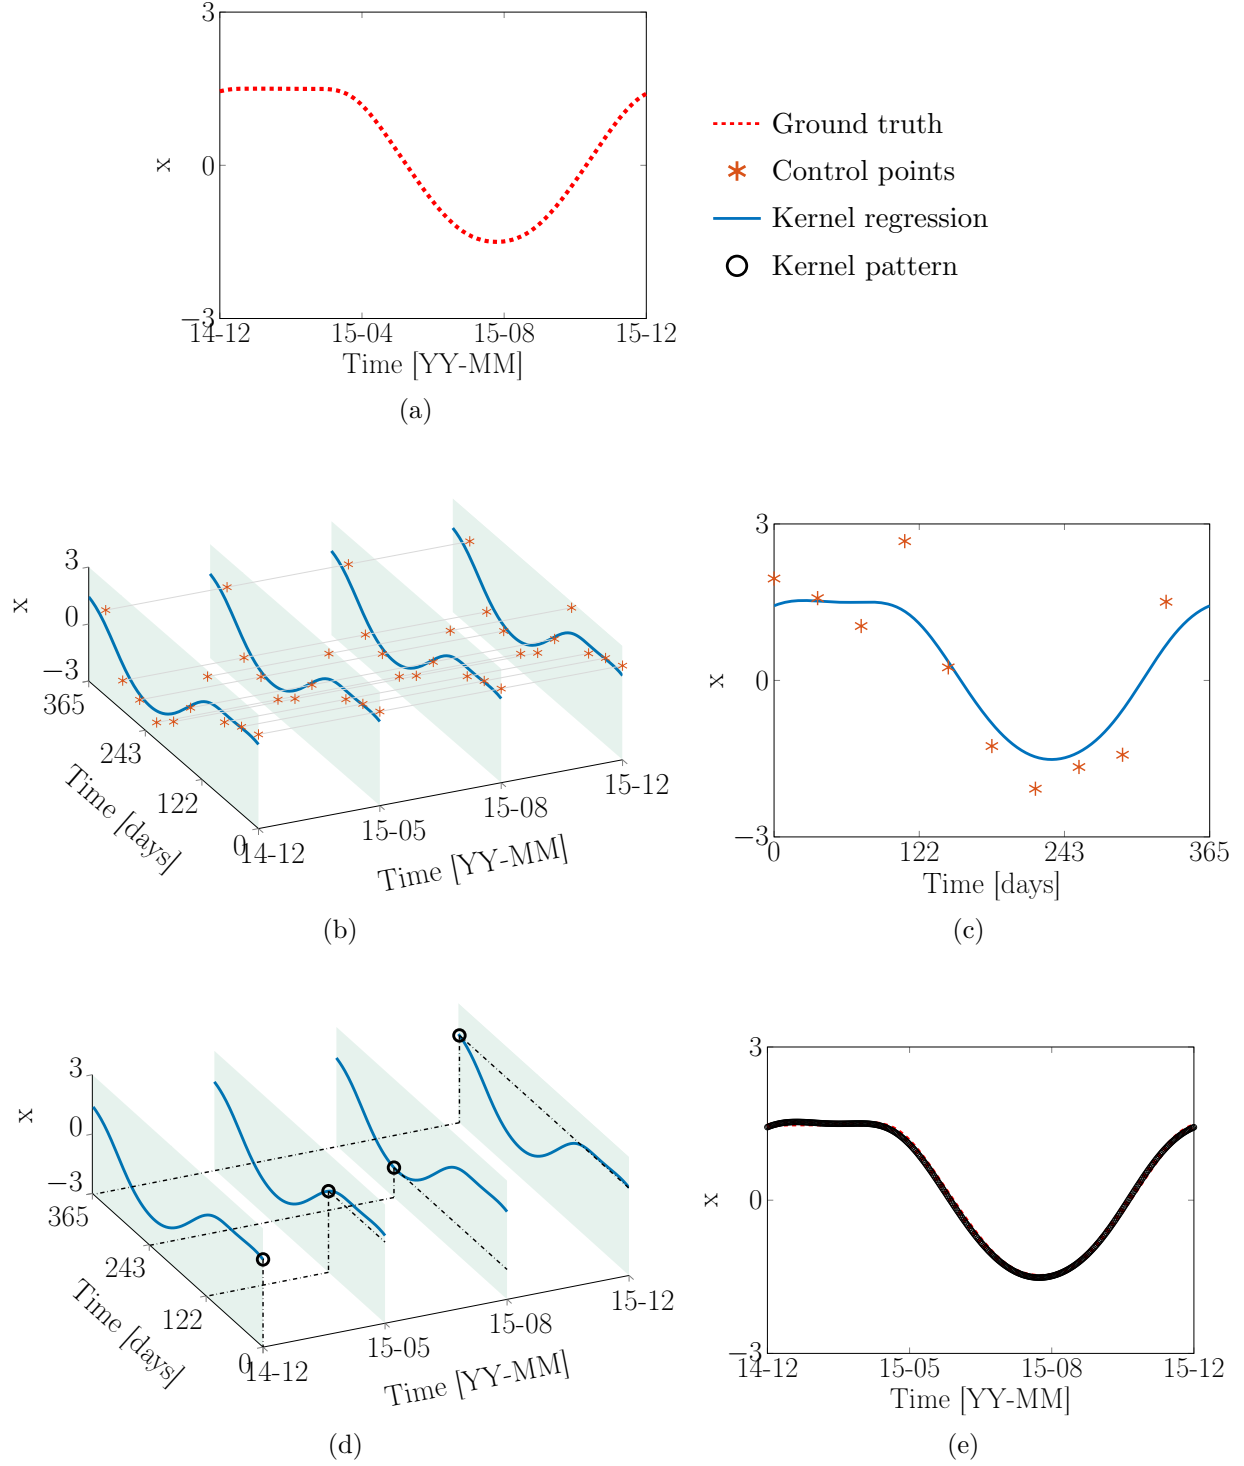 3
0
−3
x
14-12 15-04 15-08 15-12
Time [YY-MM]
(a)
Ground truth
Control points
Kernel regression
Kernel pattern
3
0
−3
x
365
243
122
0
Time [days]
14-12
15-05
15-08
15-12
Time [YY-MM]
(b)
3
0
−3
x
0 122 243 365
Time [days]
(c)
3
0
−3
x
365
243
122
0
Time [days]
14-12
15-05
15-08
15-12
Time [YY-MM]
(d)
3
0
−3
x
14-12 15-05 15-08 15-12
Time [YY-MM]
(e)